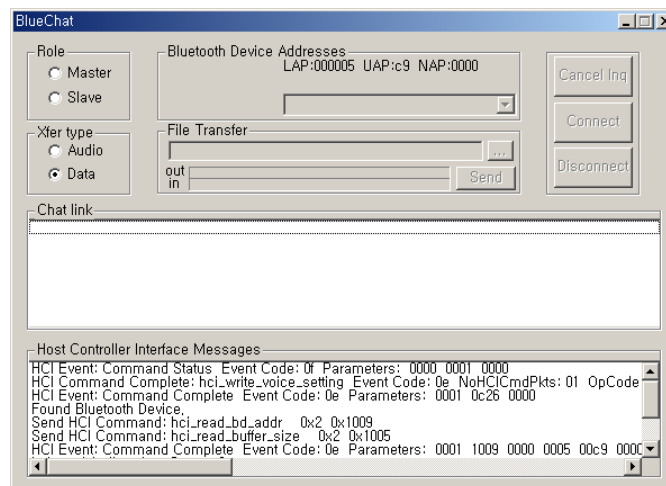 BlueChat
Role
Master
Slave
Bluetooth Device Addresses
LAP:000005 UAP:c9 NAP:0000
Cancel Inq
Connect
Disconnect
Xfer type
Audio
Data
File Transfer
...
out
in
Send
Chat link
Host Controller Interface Messages
HCI Event: Command Status Event Code: 0f Parameters: 0000 0001 0000
HCI Command Complete: hci_write_voice_setting Event Code: 0e NoHCICmdPkts: 01 OpCode
HCI Event: Command Complete Event Code: 0e Parameters: 0001 0c26 0000
Found Bluetooth Device,
Send HCI Command: hci_read_bd_addr 0x2 0x1009
Send HCI Command: hci_read_buffer_size 0x2 0x1005
HCI Event: Command Complete Event Code: 0e Parameters: 0001 1009 0000 0005 00c9 0000